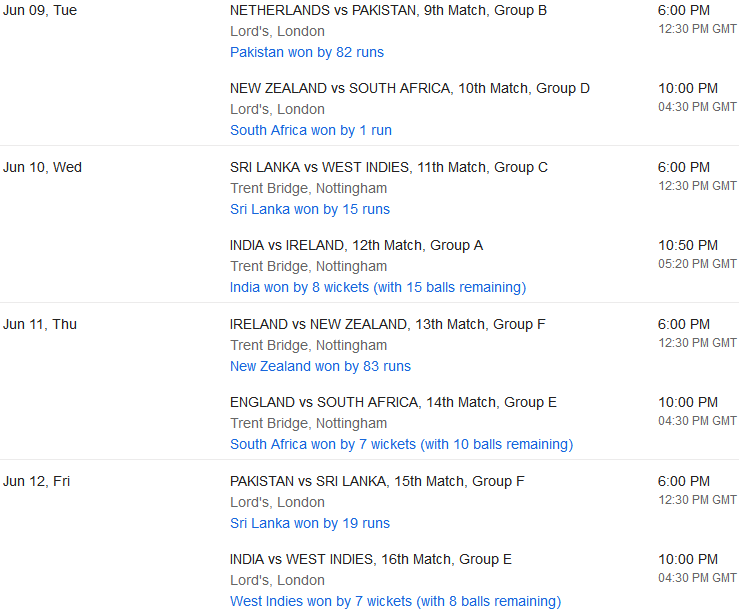 Jun 09, Tue
NETHERLANDS vs PAKISTAN, 9th Match, Group B
6:00 PM
Lord's, London
12:30 PM GMT
Pakistan won by 82 runs
NEW ZEALAND vs SOUTH AFRICA, 10th Match, Group D
10:00 PM
Lord's, London
04:30 PM GMT
South Africa won by 1 run
Jun 10, Wed
SRI LANKA vs WEST INDIES, 11th Match, Group C
6:00 PM
Trent Bridge, Nottingham
12:30 PM GMT
Sri Lanka won by 15 runs
INDIA vs IRELAND, 12th Match, Group A
10:50 PM
Trent Bridge, Nottingham
05:20 PM GMT
India won by 8 wickets (with 15 balls remaining)
Jun 11, Thu
IRELAND vs NEW ZEALAND, 13th Match, Group F
6:00 PM
Trent Bridge, Nottingham
12:30 PM GMT
New Zealand won by 83 runs
ENGLAND vs SOUTH AFRICA, 14th Match, Group E
10:00 PM
Trent Bridge, Nottingham
04:30 PM GMT
South Africa won by 7 wickets (with 10 balls remaining)
Jun 12, Fri
PAKISTAN vs SRI LANKA, 15th Match, Group F
6:00 PM
Lord's, London
12:30 PM GMT
Sri Lanka won by 19 runs
INDIA vs WEST INDIES, 16th Match, Group E
10:00 PM
Lord's, London
04:30 PM GMT
West Indies won by 7 wickets (with 8 balls remaining)